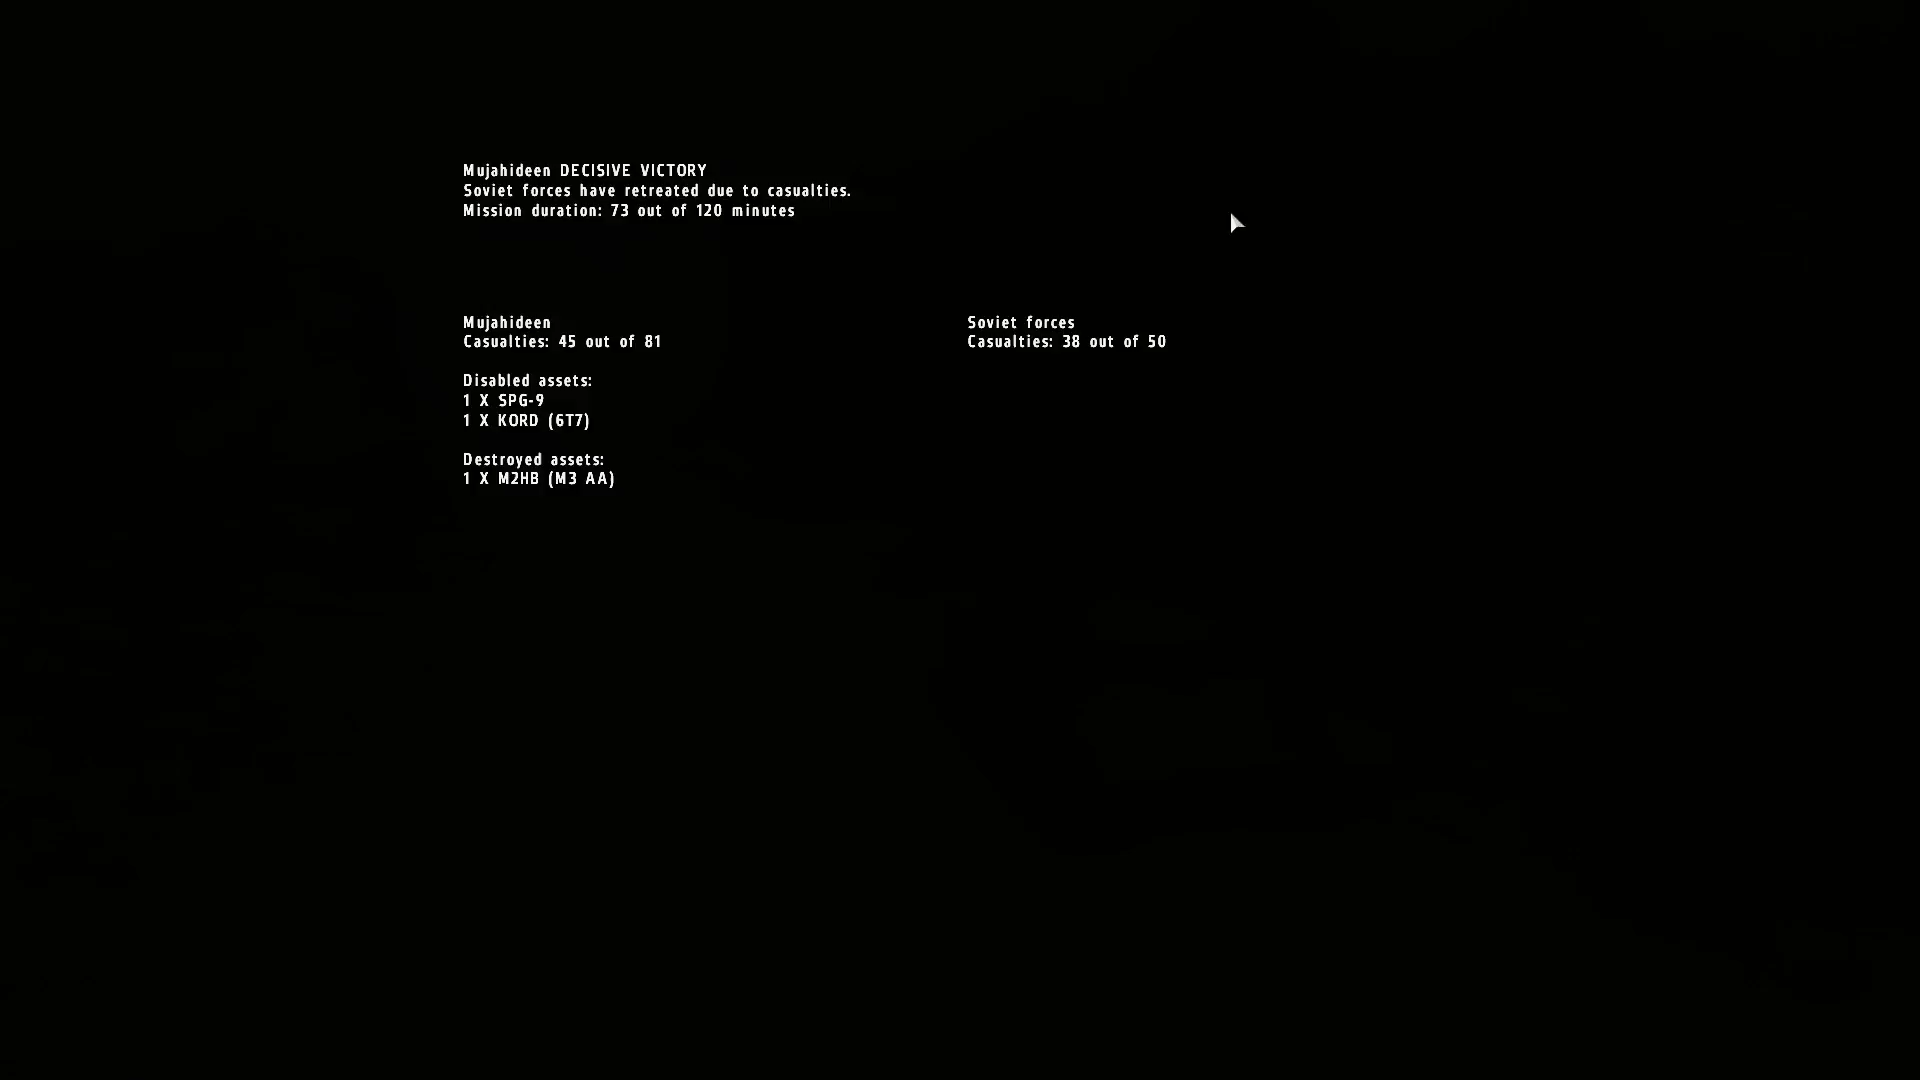 Mujahideen DECISIVE VICTORY
Soviet forces have retreated due to casualties.
Mission duration: 73 out of 120 minutes
Mujahideen
Casualties: 45 out of 81
Disabled assets:
1 X SPG-9
1 X KORD (6T7)
Destroyed assets:
1 X M2HB (M3 AA)
Soviet forces
Casualties: 38 out of 50